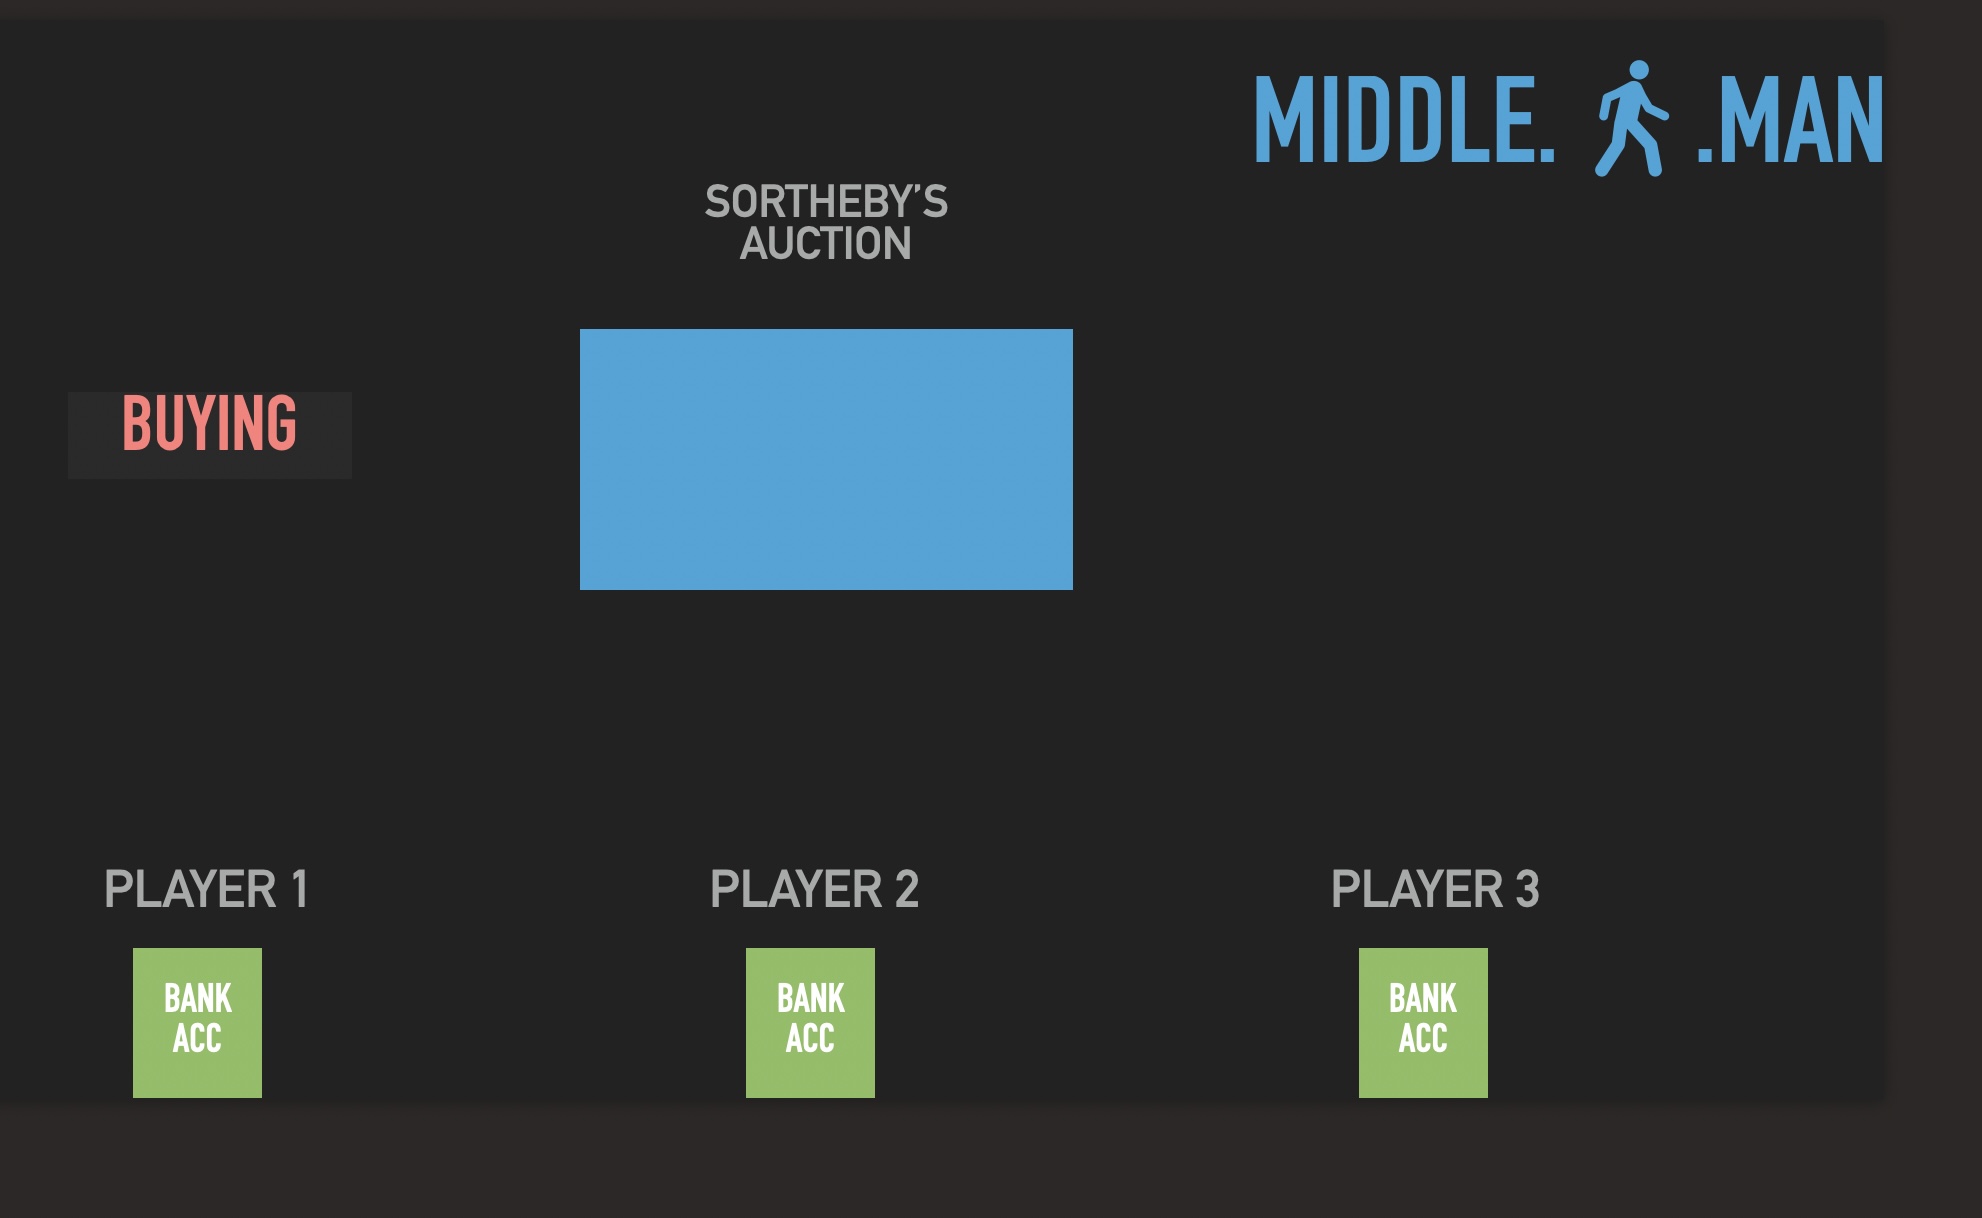 MIDDLE. .MAN
SORTHEBY’S
AUCTION
BUYING
PLAYER 1
PLAYER 2
PLAYER 3
BANK
ACC
BANK
ACC
BANK
ACC